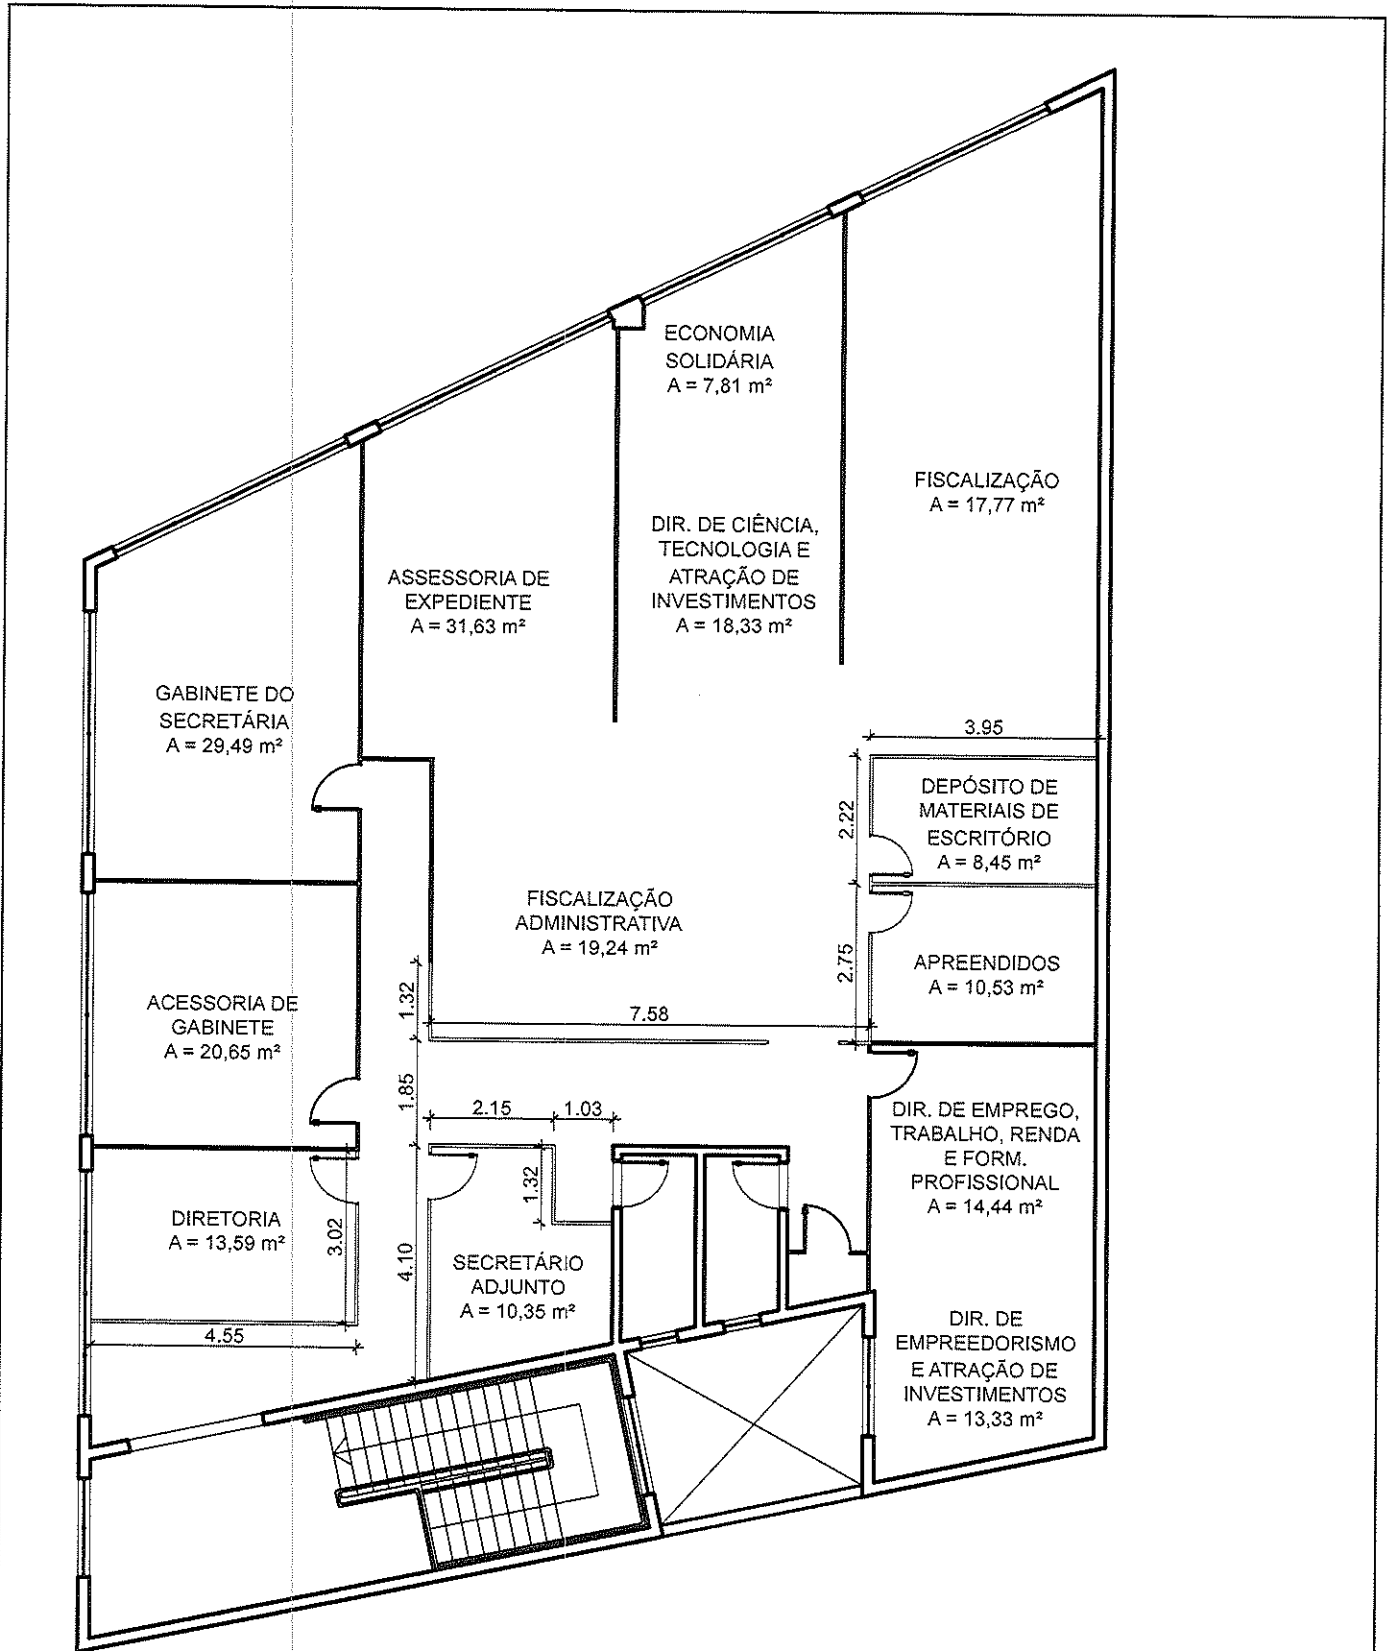 ECONOMIA
SOLIDÁRIA
A = 7,81 m²
FISCALIZAÇÃO
A = 17,77 m²
DIR. DE CIÊNCIA,
TECNOLOGIA E
ATRAÇÃO DE
INVESTIMENTOS
A = 18,33 m²
ASSESSORIA DE
EXPEDIENTE
A = 31,63 m²
GABINETE DO
SECRETÁRIA
A = 29,49 m²
3.95
2.22
DEPÓSITO DE
MATERIAIS DE
ESCRITÓRIO
A = 8,45 m²
FISCALIZAÇÃO
ADMINISTRATIVA
A = 19,24 m²
2.75
APREENDIDOS
A = 10,53 m²
ACESSORIA DE
GABINETE
A = 20,65 m²
1.32
7.58
1.85
2.15
1.03
DIR. DE EMPREGO,
TRABALHO, RENDA
E FORM.
PROFISSIONAL
A = 14,44 m²
1.32
DIRETORIA
A = 13,59 m²
3.02
4.10
SECRETÁRIO
ADJUNTO
A = 10,35 m²
4.55
DIR. DE
EMPREEDORISMO
E ATRAÇÃO DE
INVESTIMENTOS
A = 13,33 m²